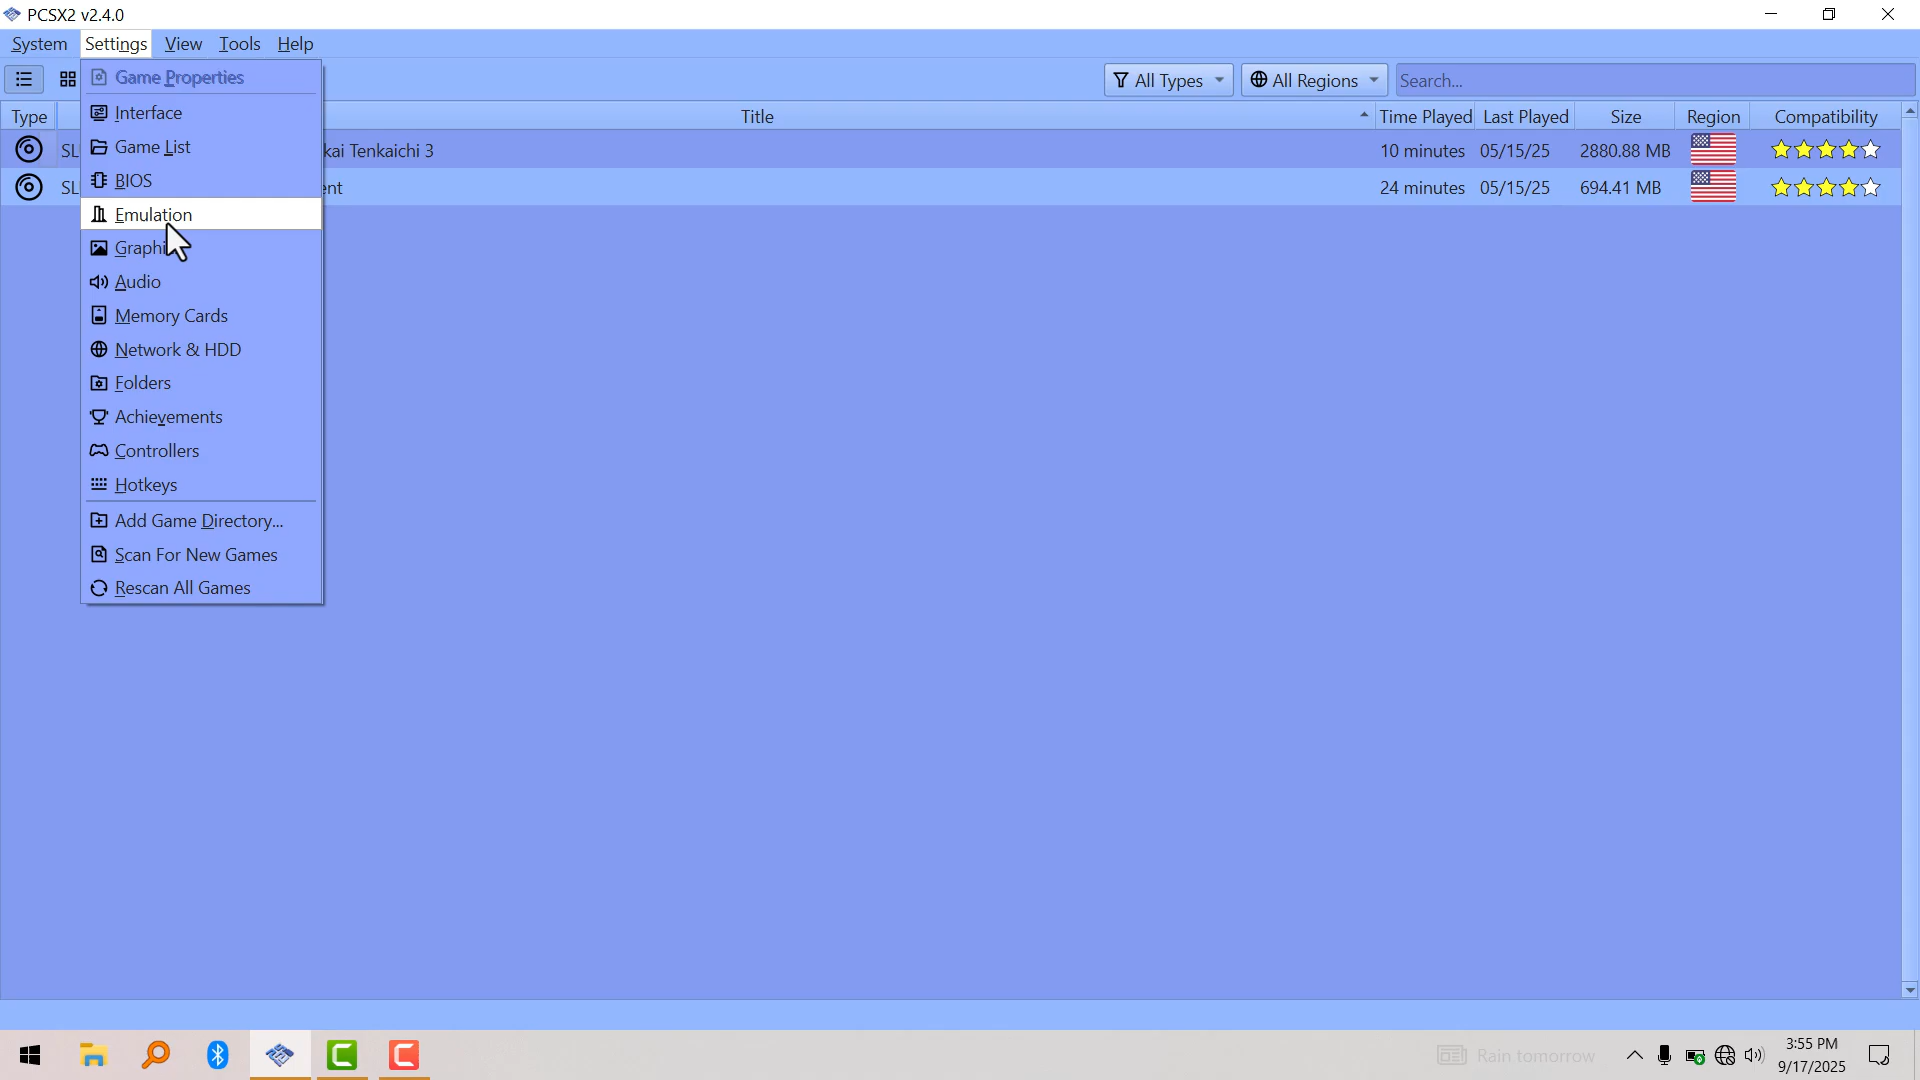 PCSX2 v2.4.0
System Settings View Tools Help
All Types All Regions Search...
Type Title Time Played Last Played Size Region Compatibility
SL kai Tenkaichi 3 10 minutes 05/15/25 2880.88 MB
SL ent 24 minutes 05/15/25 694.41 MB
Game Properties
Interface
Game List
BIOS
Emulation
Graphi
Audio
Memory Cards
Network & HDD
Folders
Achievements
Controllers
Hotkeys
Add Game Directory...
Scan For New Games
Rescan All Games
Rain tomorrow
3:55 PM
9/17/2025